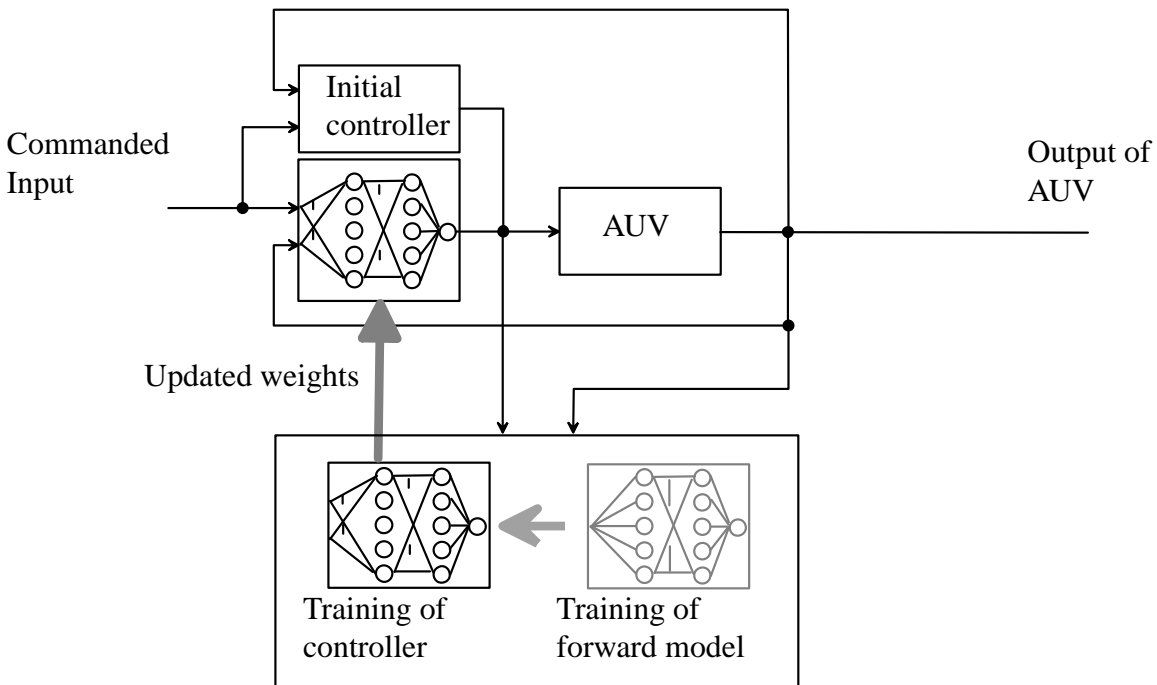 Initial
controller
Commanded
Input
Output of
AUV
AUV
Updated weights
Training of
controller
Training of
forward model